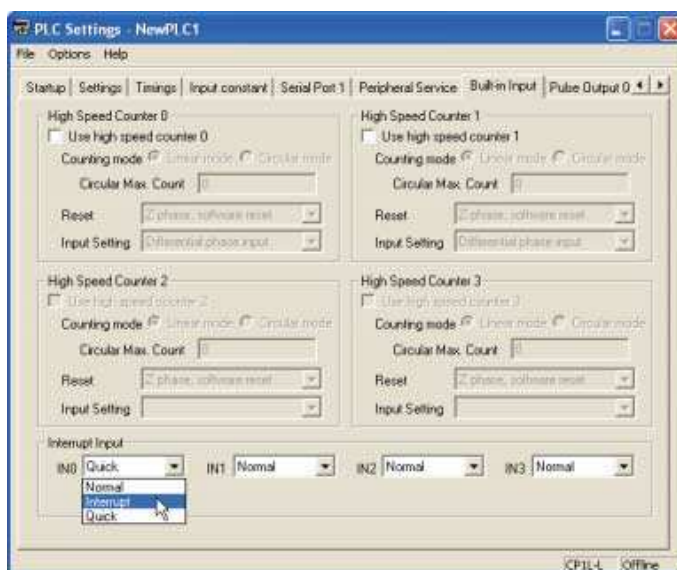 PLC Settings - NewPLC1
File Options Help
Startup Settings Timings Input constant Serial Port 1 Peripheral Service Built-in Input Pulse Output 0
High Speed Counter 0
Use high speed counter 0
Counting mode Linear mode Circular mode
Circular Max. Count 0
Reset Z phase, software reset
Input Setting Differential phase input
High Speed Counter 1
Use high speed counter 1
Counting mode Linear mode Circular mode
Circular Max. Count 0
Reset Z phase, software reset
Input Setting Differential phase input
High Speed Counter 2
Use high speed counter 2
Counting mode Linear mode Circular mode
Circular Max. Count 0
Reset Z phase, software reset
Input Setting
High Speed Counter 3
Use high speed counter 3
Counting mode Linear mode Circular mode
Circular Max. Count 0
Reset Z phase, software reset
Input Setting
Interrupt Input
IN0 Quick IN1 Normal IN2 Normal IN3 Normal
Normal
Interrupt
Quick
CP1L-L Offline